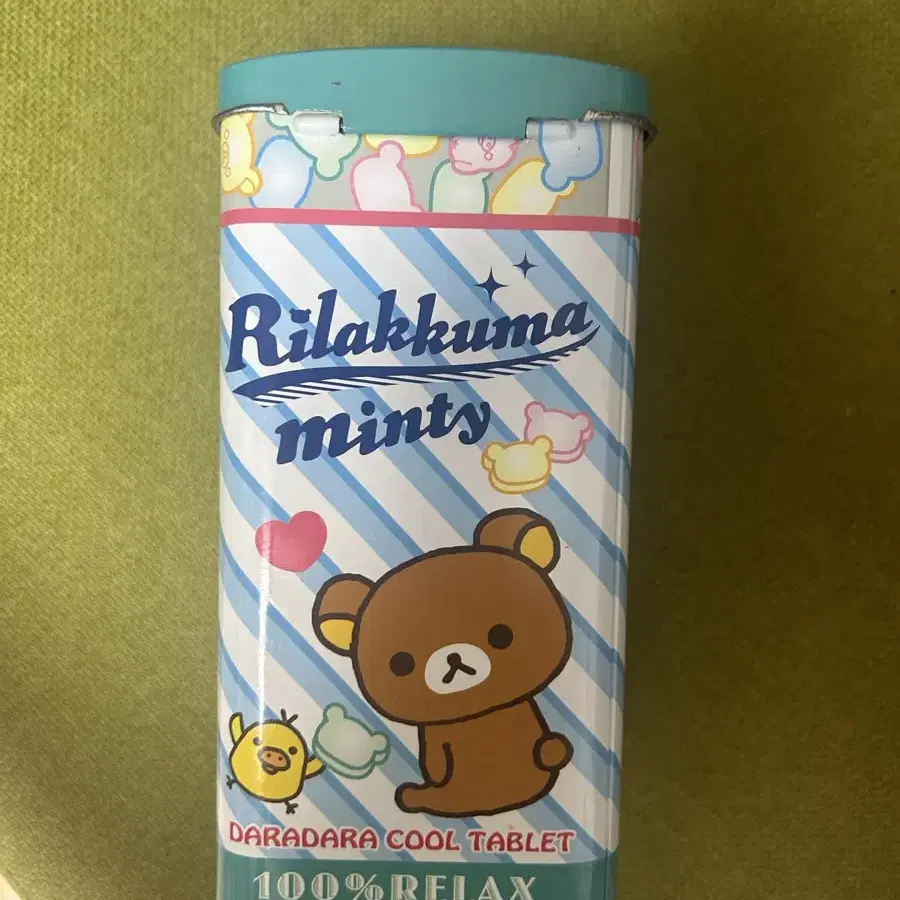 Rilakkuma
minty
DARADARA COOL TABLET
100%RELAX